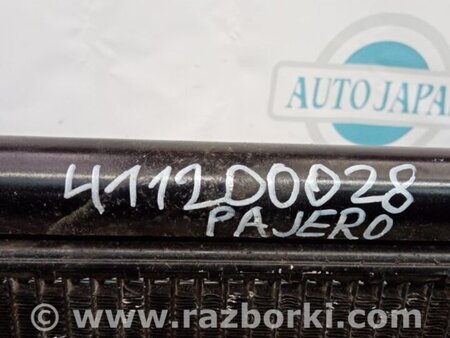 AUTO JAPAN
411200028
PAJERO
© www.razborki.com